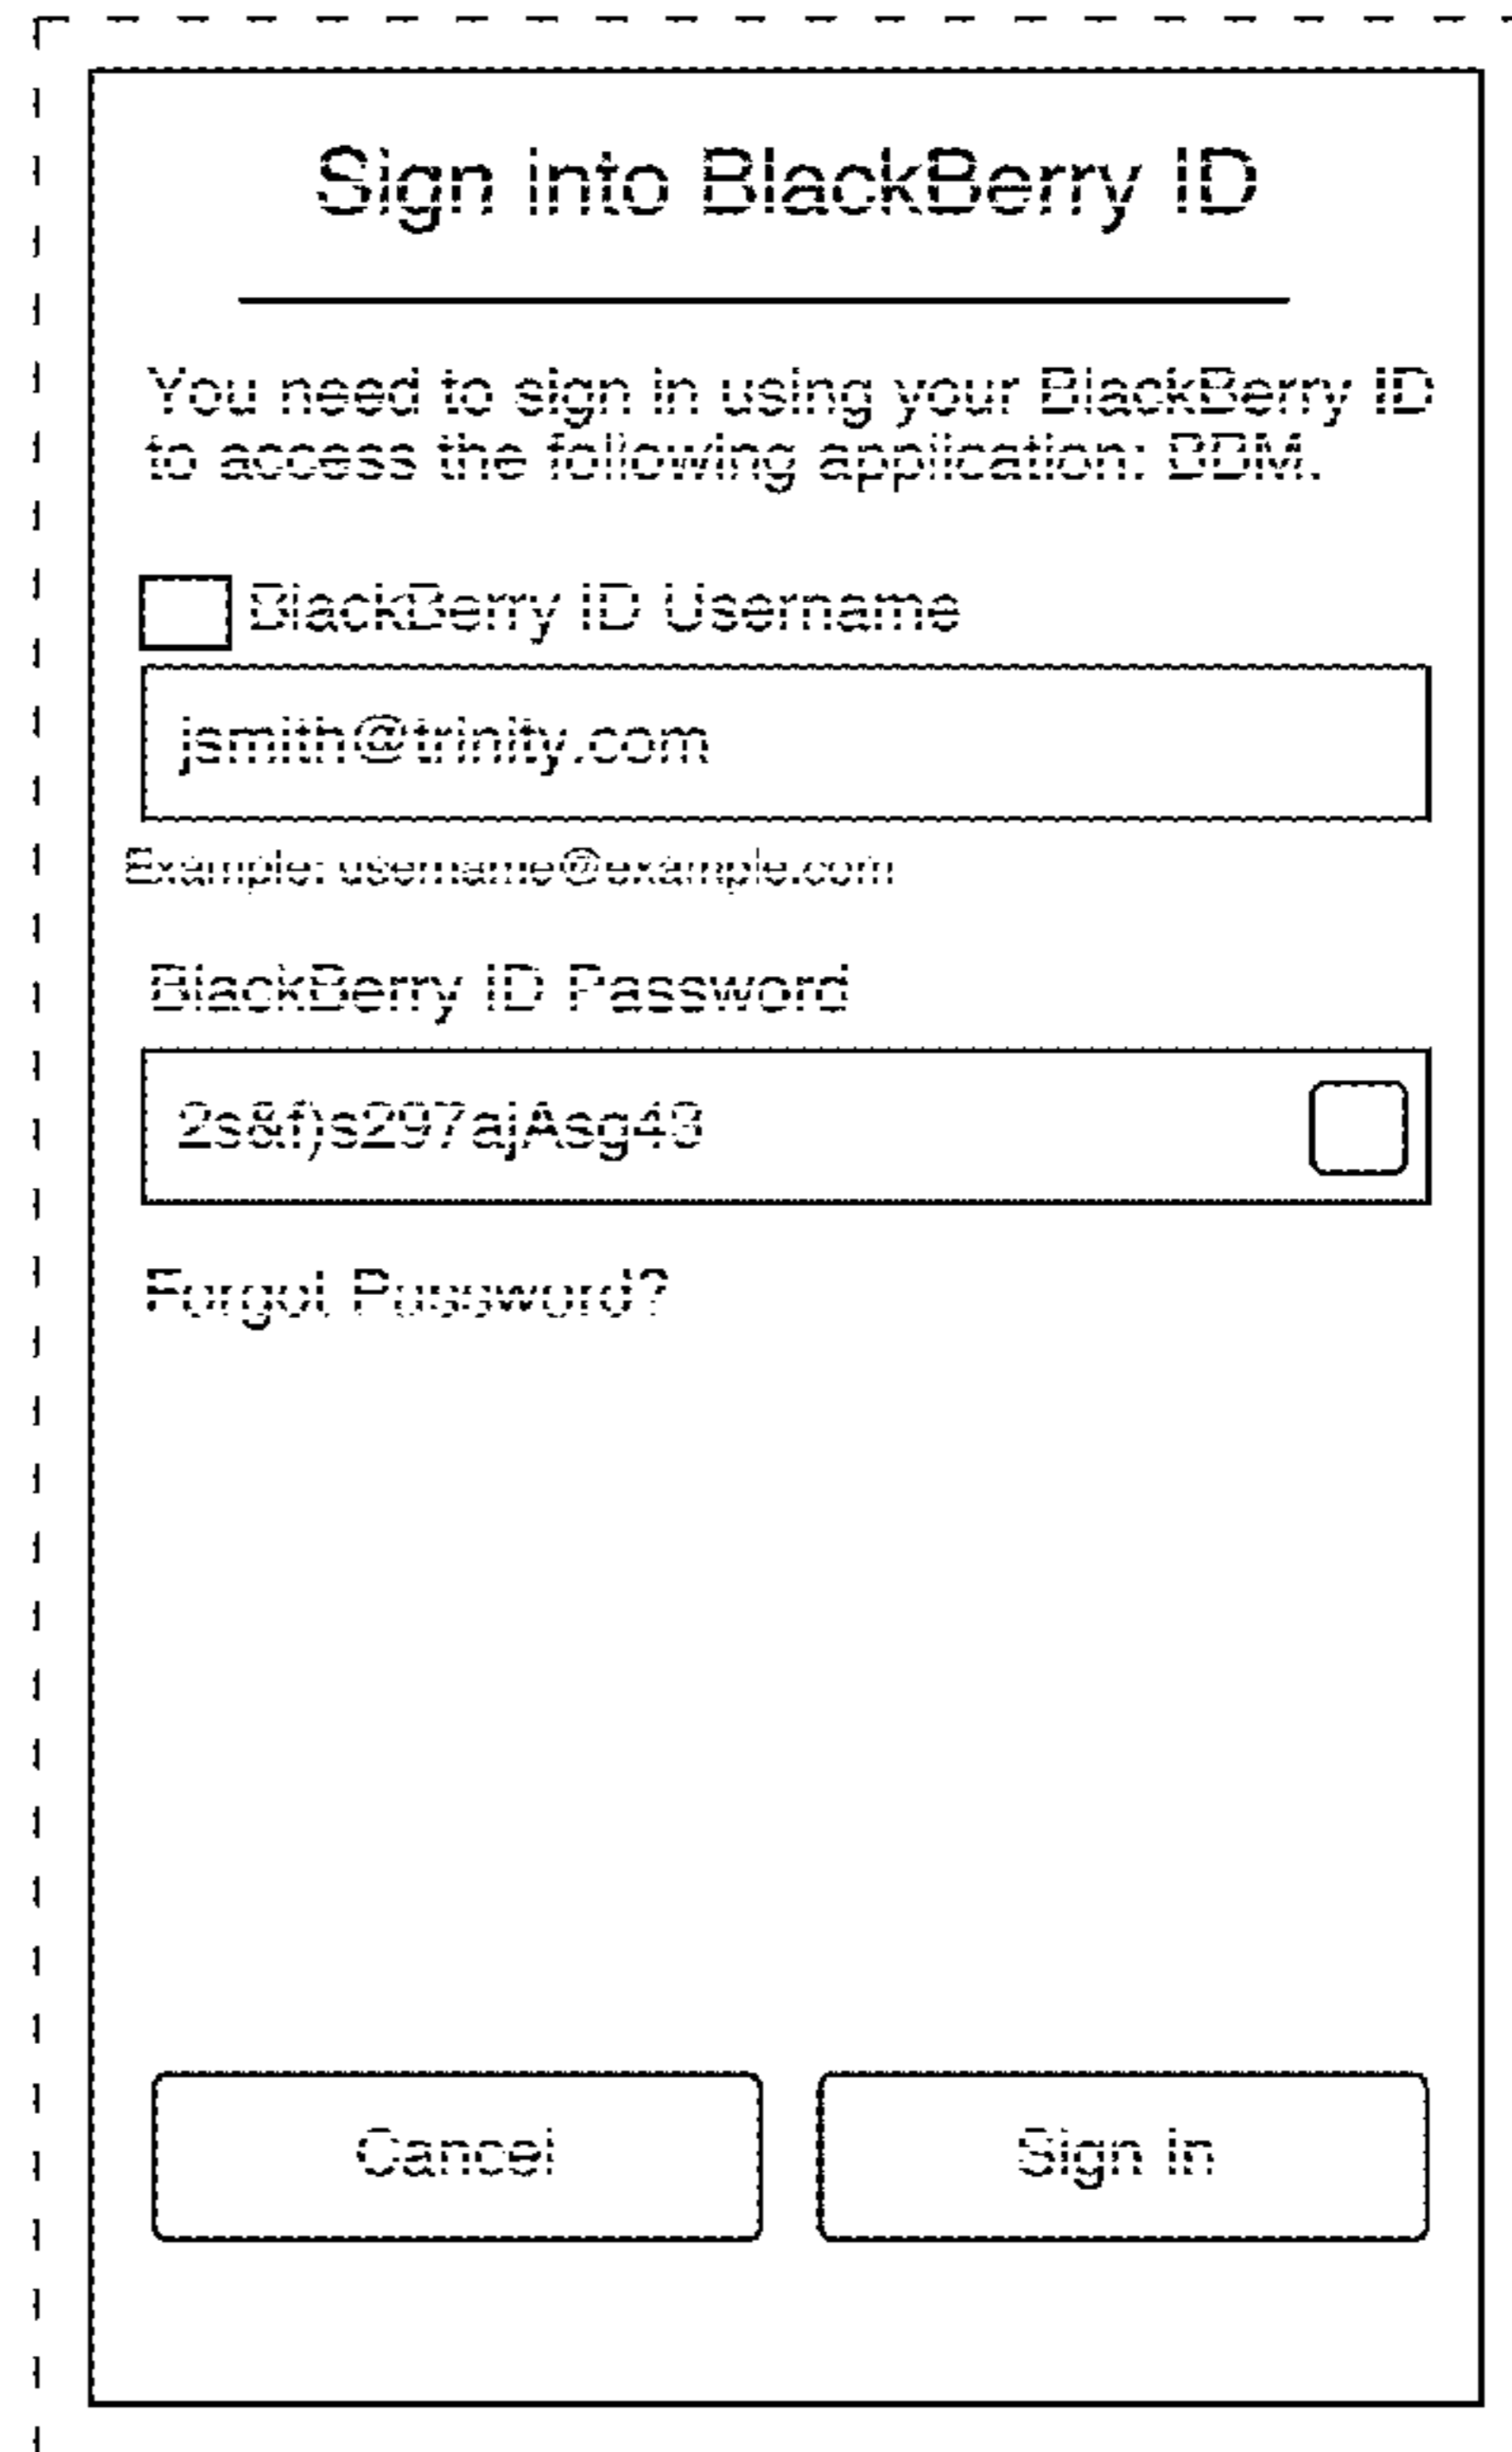 Sign into BlackBerry ID
You need to sign in using your BlackBerry ID
to access the following application: BBM.
BlackBerry ID Username
jsmith@trinity.com
Example: username@example.com
BlackBerry ID Password
2s&f)s297ajAsg43
Forgot Password?
Cancel
Sign in